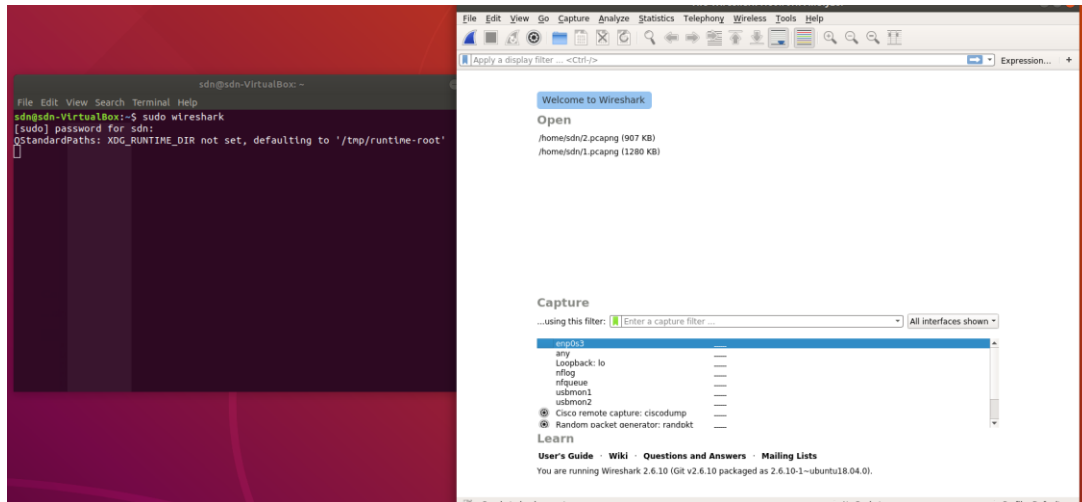 sdn@sdn-VirtualBox: ~
File Edit View Search Terminal Help
sdn@sdn-VirtualBox:~$ sudo wireshark
[sudo] password for sdn:
QStandardPaths: XDG_RUNTIME_DIR not set, defaulting to '/tmp/runtime-root'
File Edit View Go Capture Analyze Statistics Telephony Wireless Tools Help
Apply a display filter ... <Ctrl-/>
Expression... +
Welcome to Wireshark
Open
/home/sdn/2.pcapng (907 KB)
/home/sdn/1.pcapng (1280 KB)
Capture
...using this filter: Enter a capture filter ... All interfaces shown
enp0s3
any
Loopback: lo
nflog
nfqueue
usbmon1
usbmon2
Cisco remote capture: ciscodump
Random packet generator: randpkt
Learn
User's Guide · Wiki · Questions and Answers · Mailing Lists
You are running Wireshark 2.6.10 (Git v2.6.10 packaged as 2.6.10-1~ubuntu18.04.0).